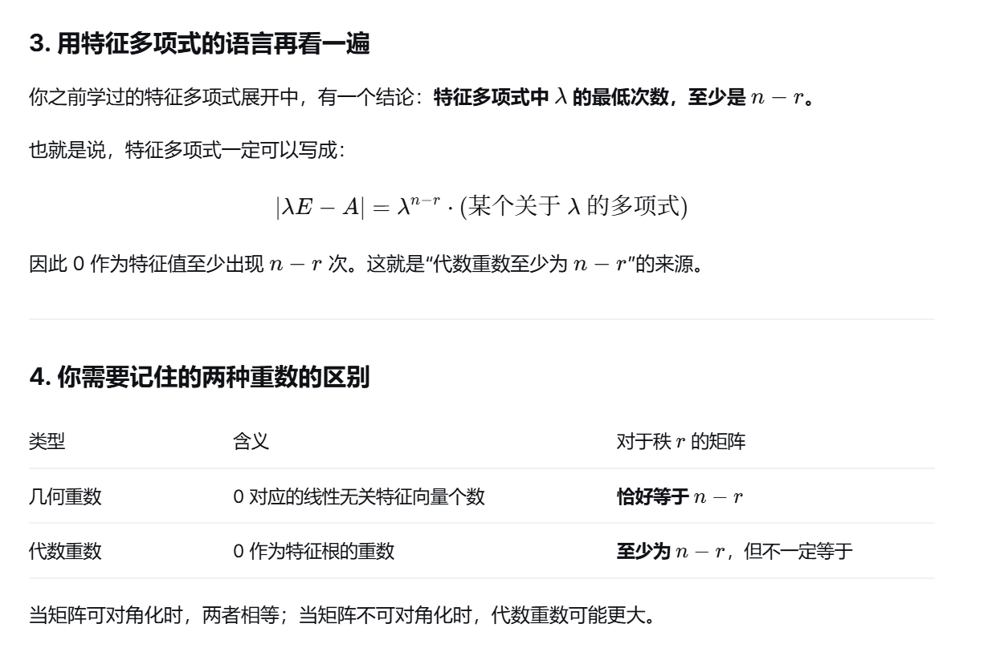 3. 用特征多项式的语言再看一遍
你之前学过的特征多项式展开中，有一个结论：特征多项式中 λ 的最低次数，至少是 n − r。
也就是说，特征多项式一定可以写成：
|λE − A| = λⁿ⁻ʳ · (某个关于 λ 的多项式)
因此 0 作为特征值至少出现 n − r 次。这就是“代数重数至少为 n − r”的来源。
4. 你需要记住的两种重数的区别
类型 含义 对于秩 r 的矩阵
几何重数 0 对应的线性无关特征向量个数 恰好等于 n − r
代数重数 0 作为特征根的重数 至少为 n − r，但不一定等于
当矩阵可对角化时，两者相等；当矩阵不可对角化时，代数重数可能更大。